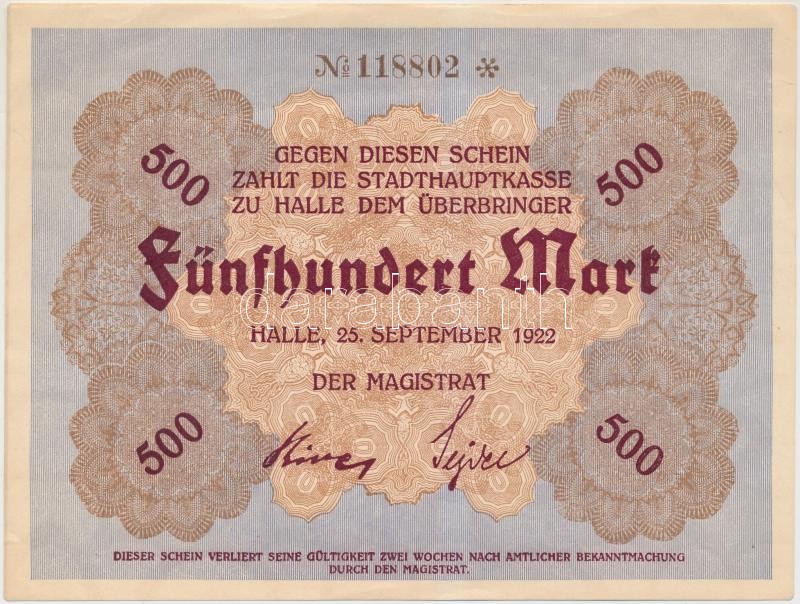 № 118802 *
500
500
GEGEN DIESEN SCHEIN
ZAHLT DIE STADTHAUPTKASSE
ZU HALLE DEM ÜBERBRINGER
Fünfhundert Mark
darabanth
HALLE, 25. SEPTEMBER 1922
DER MAGISTRAT
500
500
DIESER SCHEIN VERLIERT SEINE GÜLTIGKEIT ZWEI WOCHEN NACH AMTLICHER BEKANNTMACHUNG
DURCH DEN MAGISTRAT.